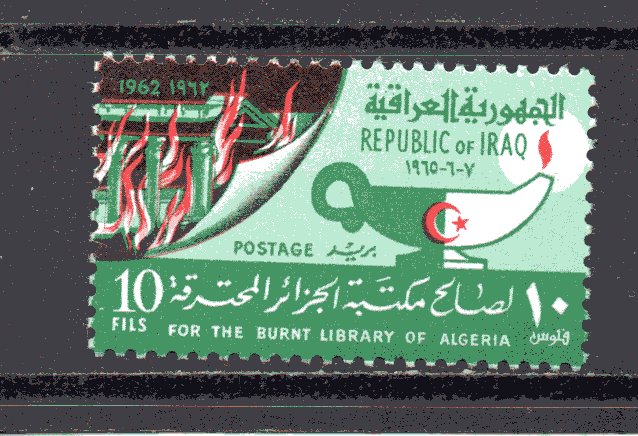 1962 ١٩٦٢
الجمهورية العراقية
REPUBLIC OF IRAQ
١٩٦٥-٦-٧
POSTAGE بريد
10 لصالح مكتبة الجزائر المحترقة ١٠
FILS FOR THE BURNT LIBRARY OF ALGERIA فلوس